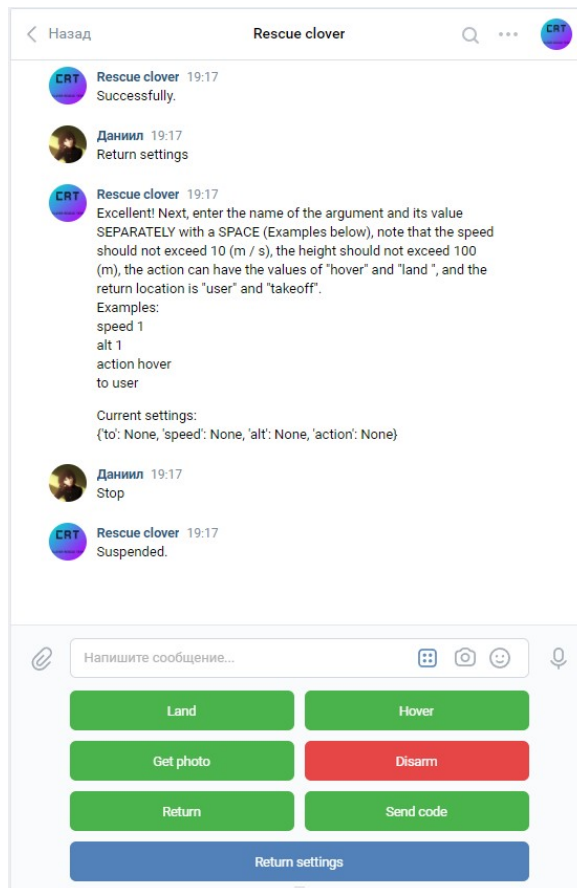 Назад
Rescue clover
CRT
CRT
Rescue clover 19:17
Successfully.
Даниил 19:17
Return settings
CRT
Rescue clover 19:17
Excellent! Next, enter the name of the argument and its value
SEPARATELY with a SPACE (Examples below), note that the speed
should not exceed 10 (m / s), the height should not exceed 100
(m), the action can have the values of "hover" and "land ", and the
return location is "user" and "takeoff".
Examples:
speed 1
alt 1
action hover
to user
Current settings:
{'to': None, 'speed': None, 'alt': None, 'action': None}
Даниил 19:17
Stop
CRT
Rescue clover 19:17
Suspended.
Напишите сообщение...
Land
Hover
Get photo
Disarm
Return
Send code
Return settings